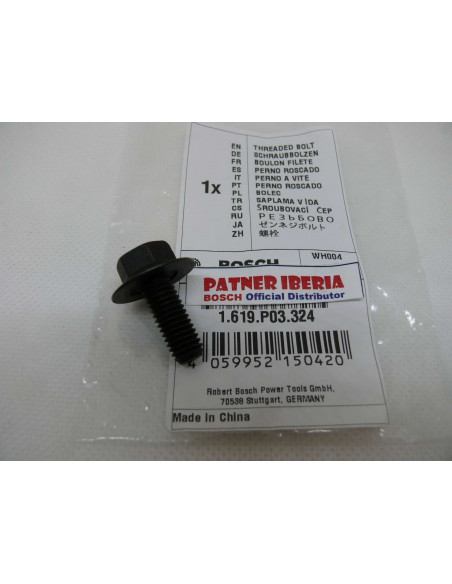 EN THREADED BOLT
DE SCHRAUBBOLZEN
FR BOULON FILETE
ES PERNO ROSCADO
IT PERNO A VITE
PT PERNO ROSCADO
PL BOLEC
TR SAPLAMA VİDA
CS ŠROUBOVACÍ ČEP
RU РЕЗЬБОВО
JA ゼンネジボルト
ZH 螺栓
1x
BOSCH WH004
PATNER IBERIA
BOSCH Official Distributor
1.619.P03.324
4 059952 150420
Robert Bosch Power Tools GmbH,
70538 Stuttgart, GERMANY
Made in China